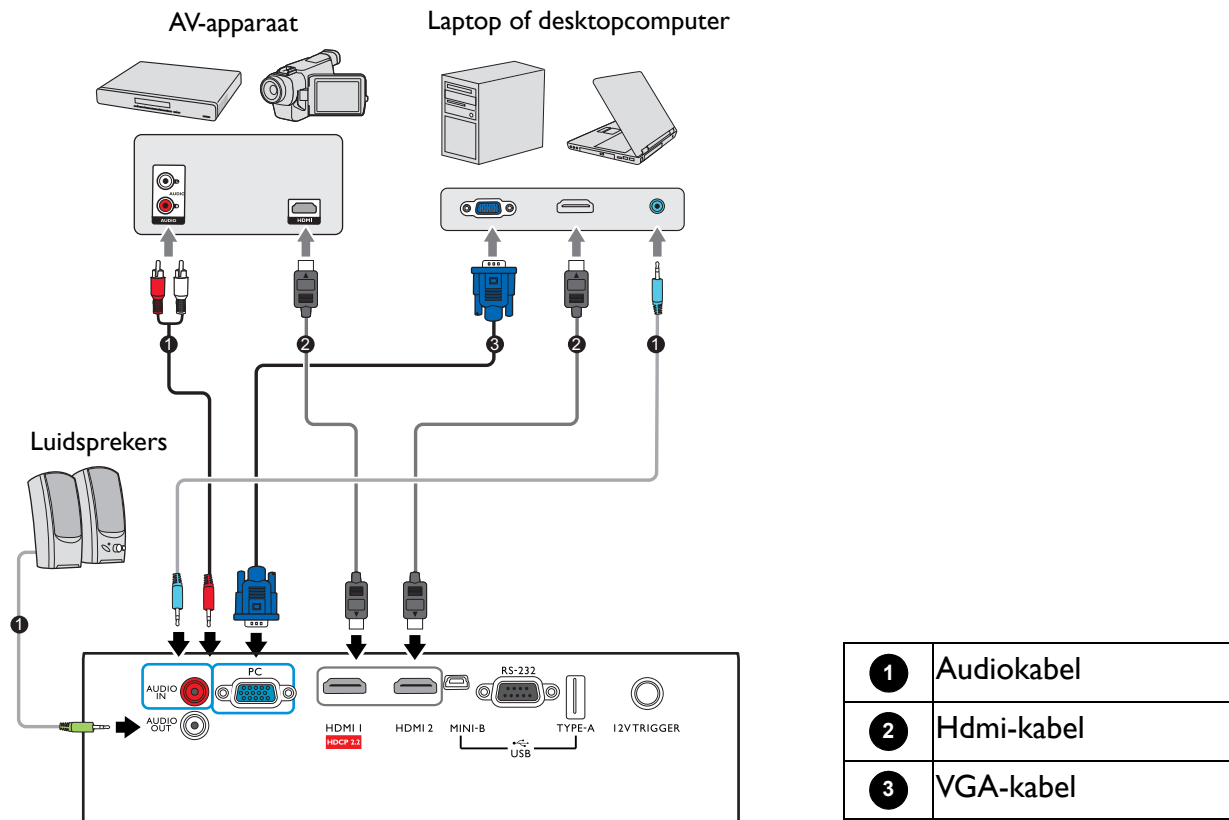 AV-apparaat
Laptop of desktopcomputer
AUDIO
AUDIO
HDMI
1
2
3
2
1
Luidsprekers
1
AUDIO IN
PC
RS-232
AUDIO OUT
HDMI 1
HDCP 2.2
HDMI 2
MINI-B
USB
TYPE-A
12V TRIGGER
1 Audiokabel
2 Hdmi-kabel
3 VGA-kabel